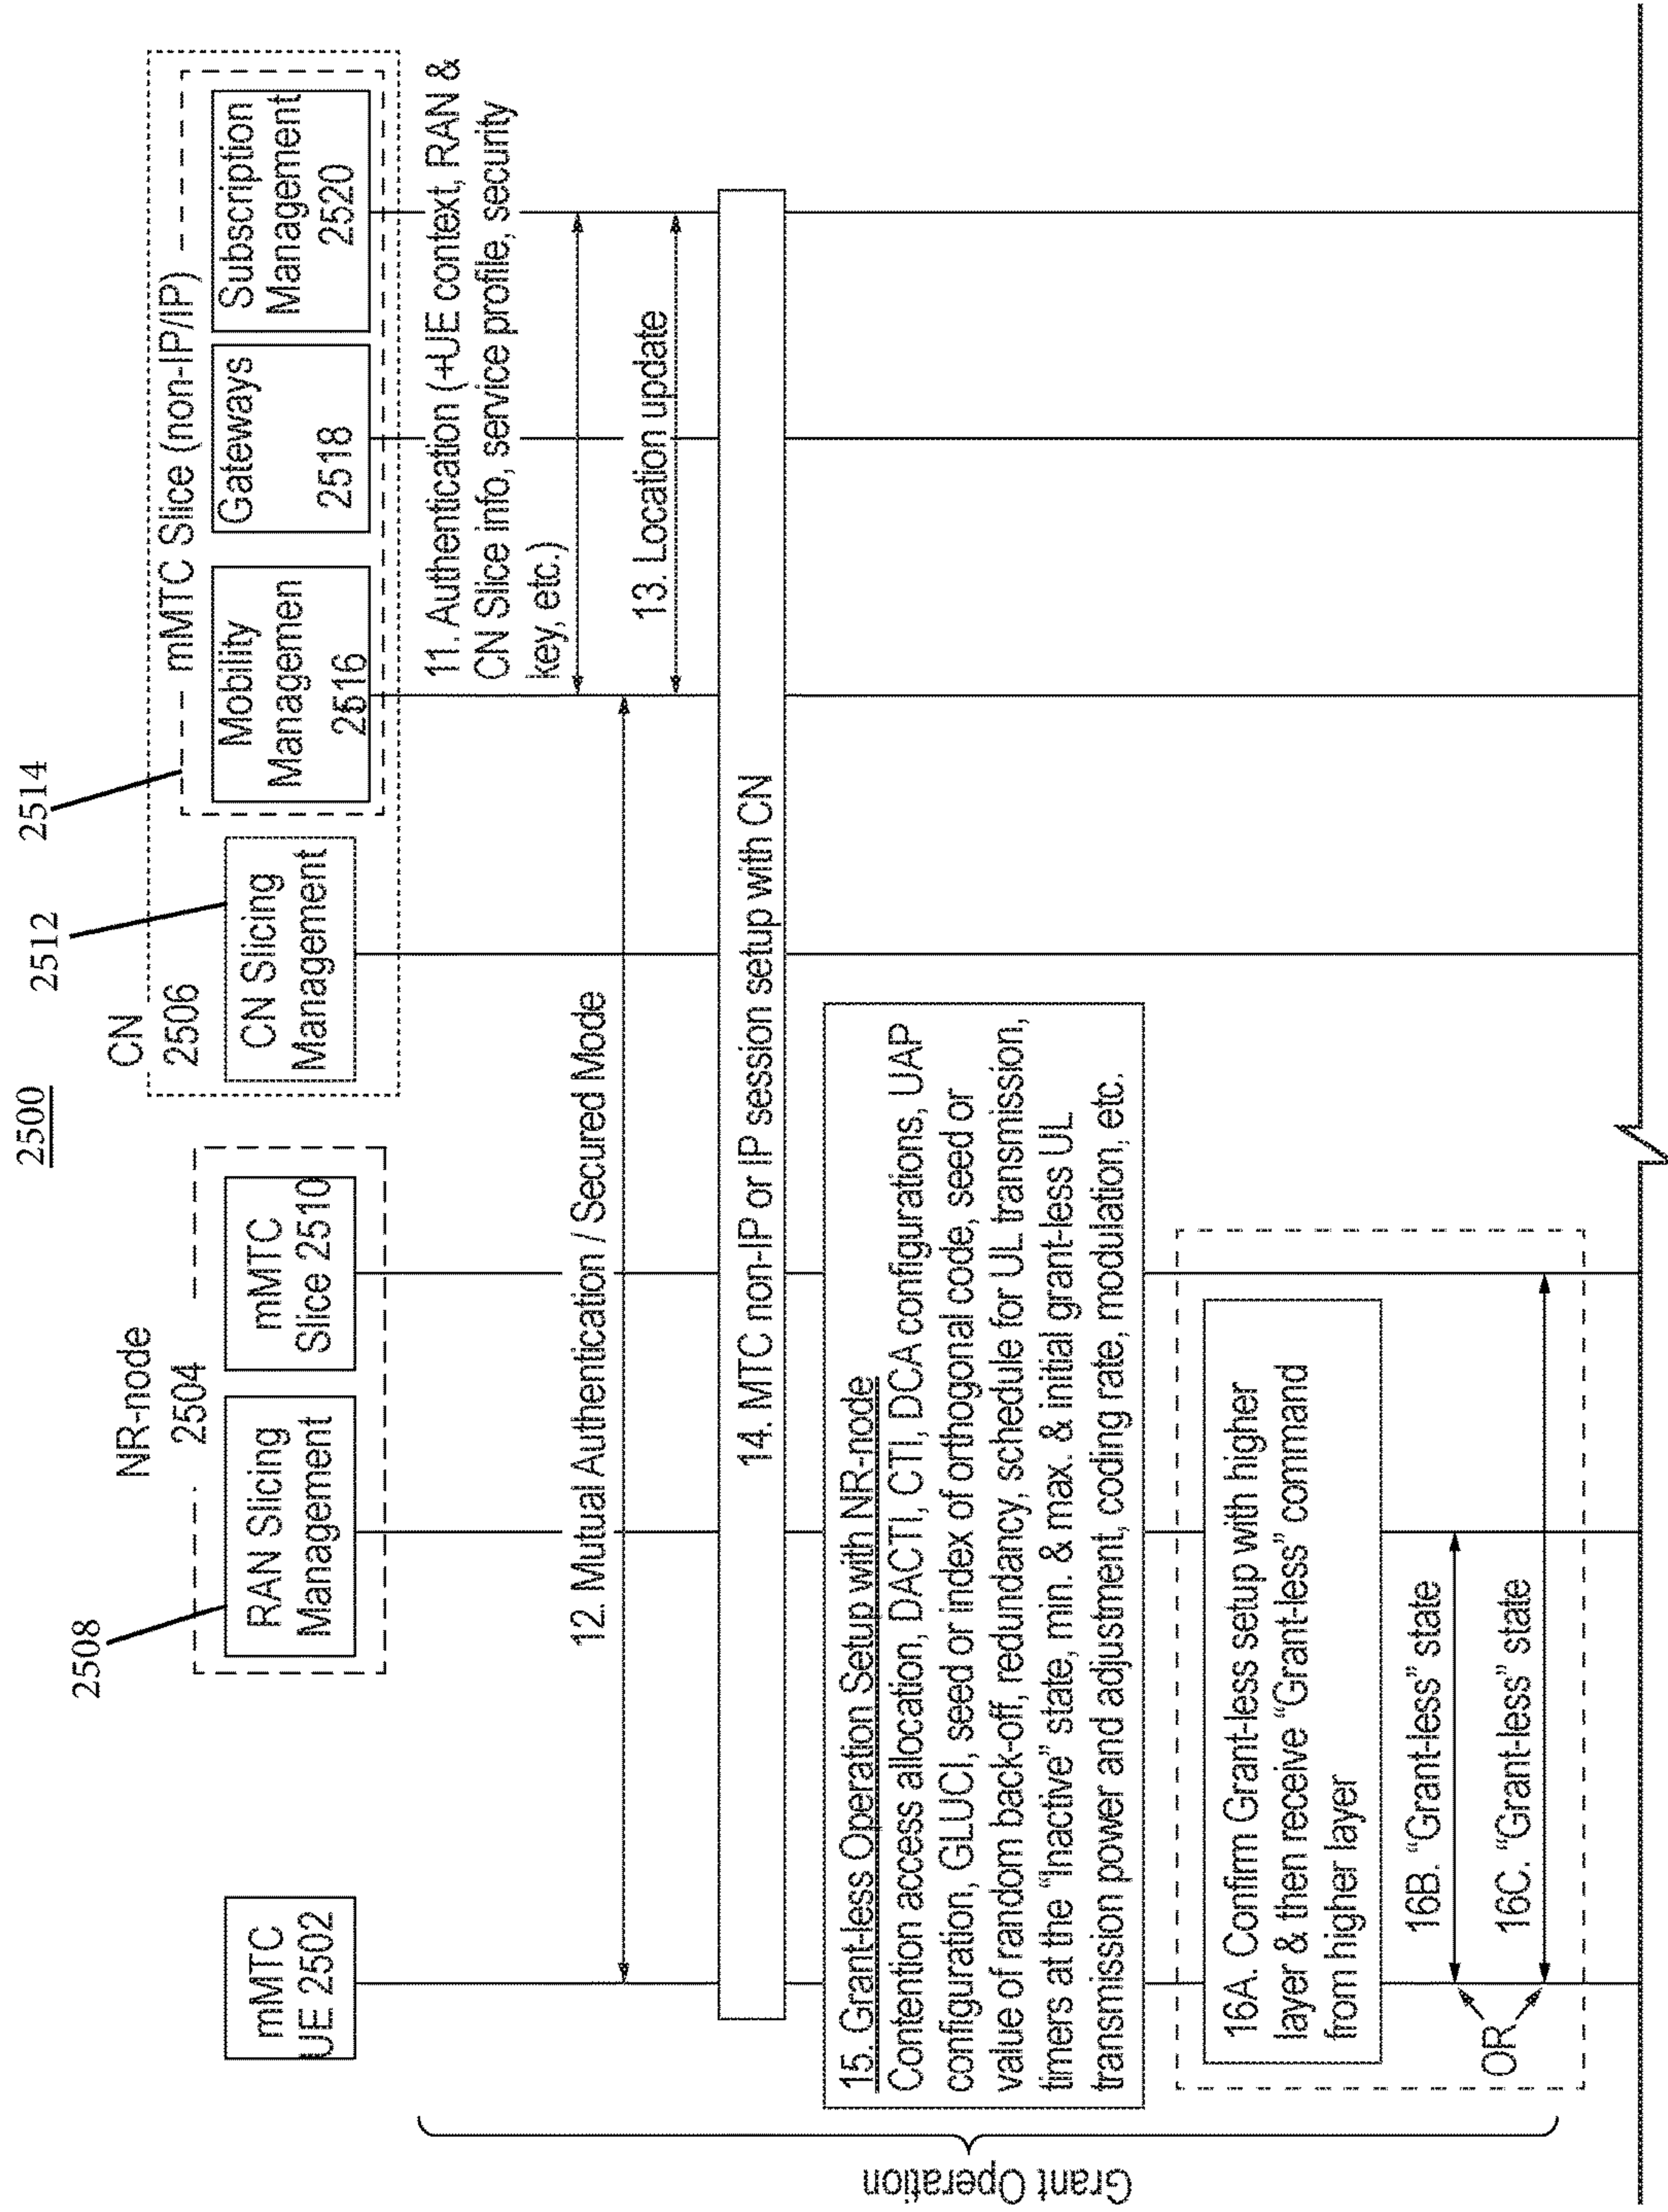 2500
2508
2512
2514
NR-node
2504
CN
2506
mMTC Slice (non-IP/IP)
mMTC
UE 2502
RAN Slicing
Management
mMTC
Slice 2510
CN Slicing
Management
Mobility
Managemen
2516
Gateways
2518
Subscription
Management
2520
11. Authentication (+UE context, RAN &
CN Slice info, service profile, security
key, etc.)
12. Mutual Authentication / Secured Mode
13. Location update
14. MTC non-IP or IP session setup with CN
15. Grant-less Operation Setup with NR-node
Contention access allocation, DACTI, CTI, DCA configurations, UAP
configuration, GLUCI, seed or index of orthogonal code, seed or
value of random back-off, redundancy, schedule for UL transmission,
timers at the “Inactive” state, min. & max. & initial grant-less UL
transmission power and adjustment, coding rate, modulation, etc.
16A. Confirm Grant-less setup with higher
layer & then receive “Grant-less” command
from higher layer
16B. “Grant-less” state
16C. “Grant-less” state
OR
Grant Operation